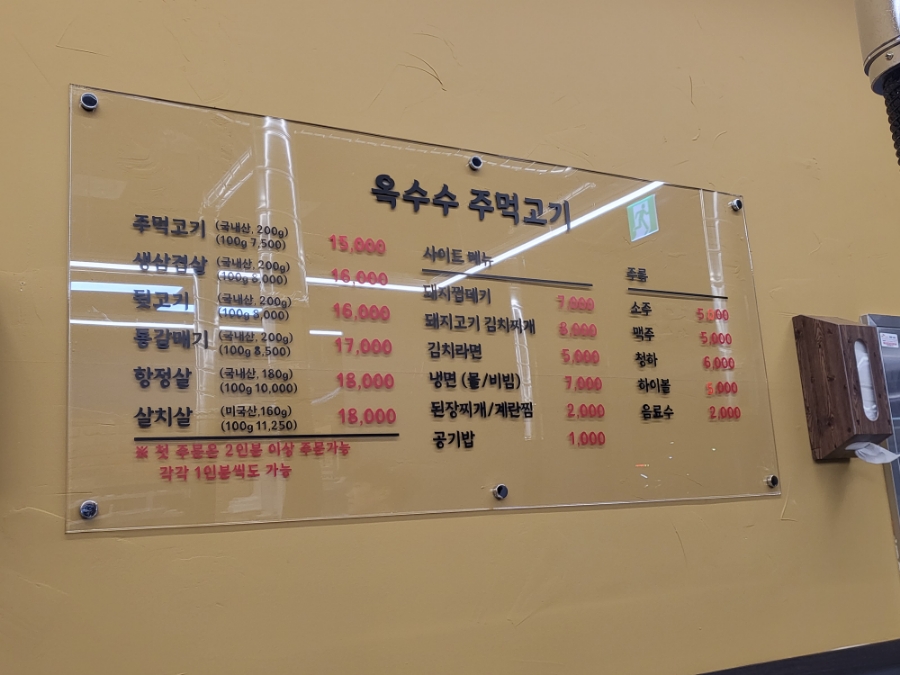 육수수 주먹고기
주먹고기 (국내산, 200g) 15,000
(100g 7,500)
생삼겹살 (국내산, 200g) 16,000
(100g 8,000)
뒷고기 (국내산, 200g) 16,000
(100g 8,000)
통갈매기 (국내산, 200g) 17,000
(100g 8,500)
항정살 (국내산, 180g) 18,000
(100g 10,000)
살치살 (미국산, 160g) 18,000
(100g 11,250)
※ 첫 주문은 2인분 이상 주문가능
각각 1인분씩도 가능
사이드 메뉴
돼지껍데기 7,000
돼지고기 김치찌개 8,000
김치라면 5,000
냉면 (물/비빔) 7,000
된장찌개/계란찜 2,000
공기밥 1,000
주류
소주 5,000
맥주 5,000
청하 6,000
하이볼 6,000
음료수 2,000